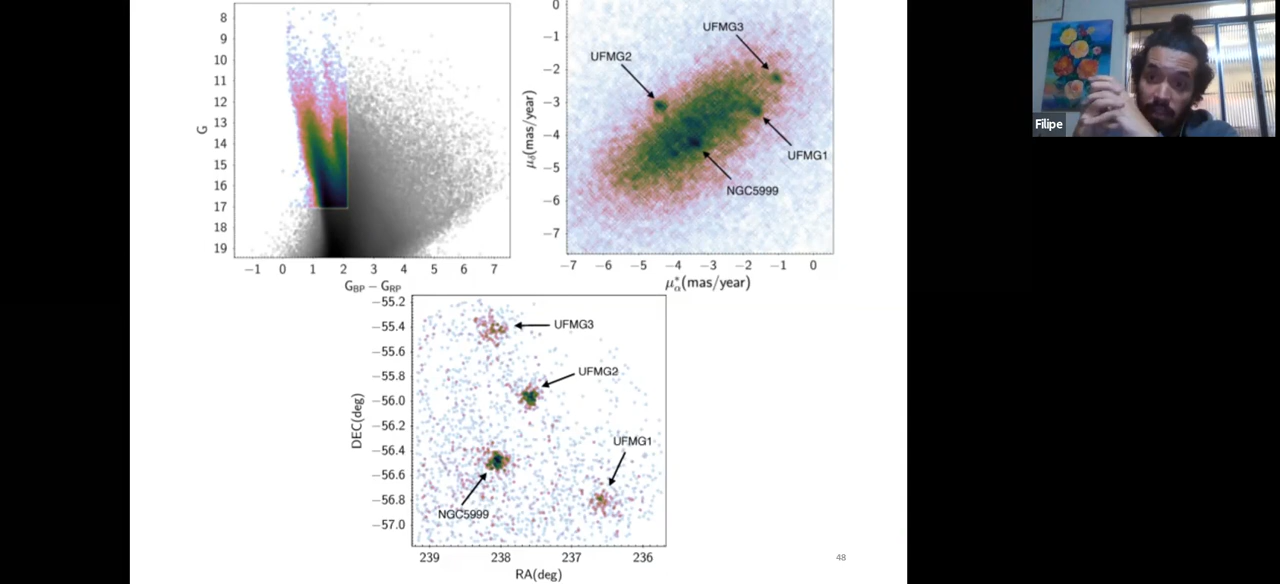 8
9
10
11
12
13
14
15
16
17
18
19
G
−1 0 1 2 3 4 5 6 7
G_BP − G_RP
0
−1
−2
−3
−4
−5
−6
−7
μ_δ(mas/year)
UFMG3
UFMG2
UFMG1
NGC5999
−7 −6 −5 −4 −3 −2 −1 0
μ*_α(mas/year)
Filipe
−55.2
−55.4
−55.6
−55.8
−56.0
−56.2
−56.4
−56.6
−56.8
−57.0
DEC(deg)
UFMG3
UFMG2
UFMG1
NGC5999
239 238 237 236
RA(deg)
48